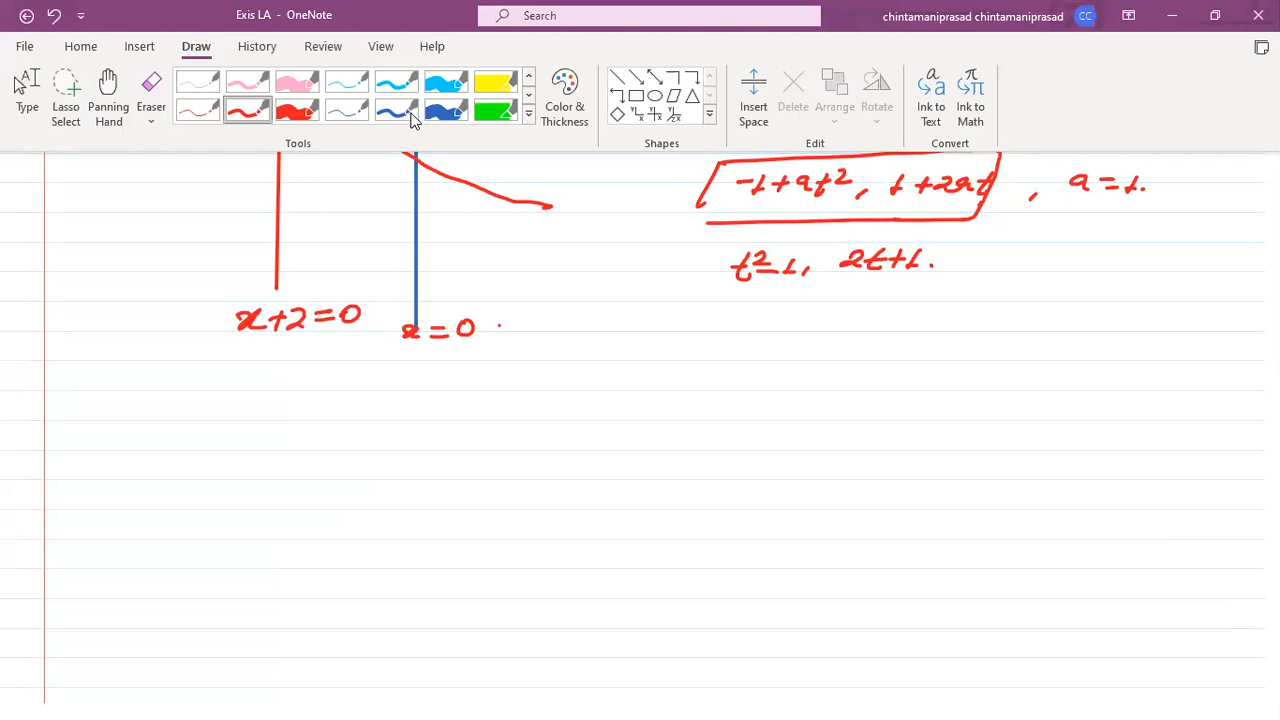 Exis LA - OneNote
Search
chintamaniprasad chintamaniprasad CC
File Home Insert Draw History Review View Help
Type
Lasso Select
Panning Hand
Eraser
Color & Thickness
Insert Space
Delete
Arrange
Rotate
Ink to Text
Ink to Math
Tools
Shapes
Edit
Convert
-1+at², 1+2at, a=1.
t²-1, 2t+1.
x+2=0
x=0